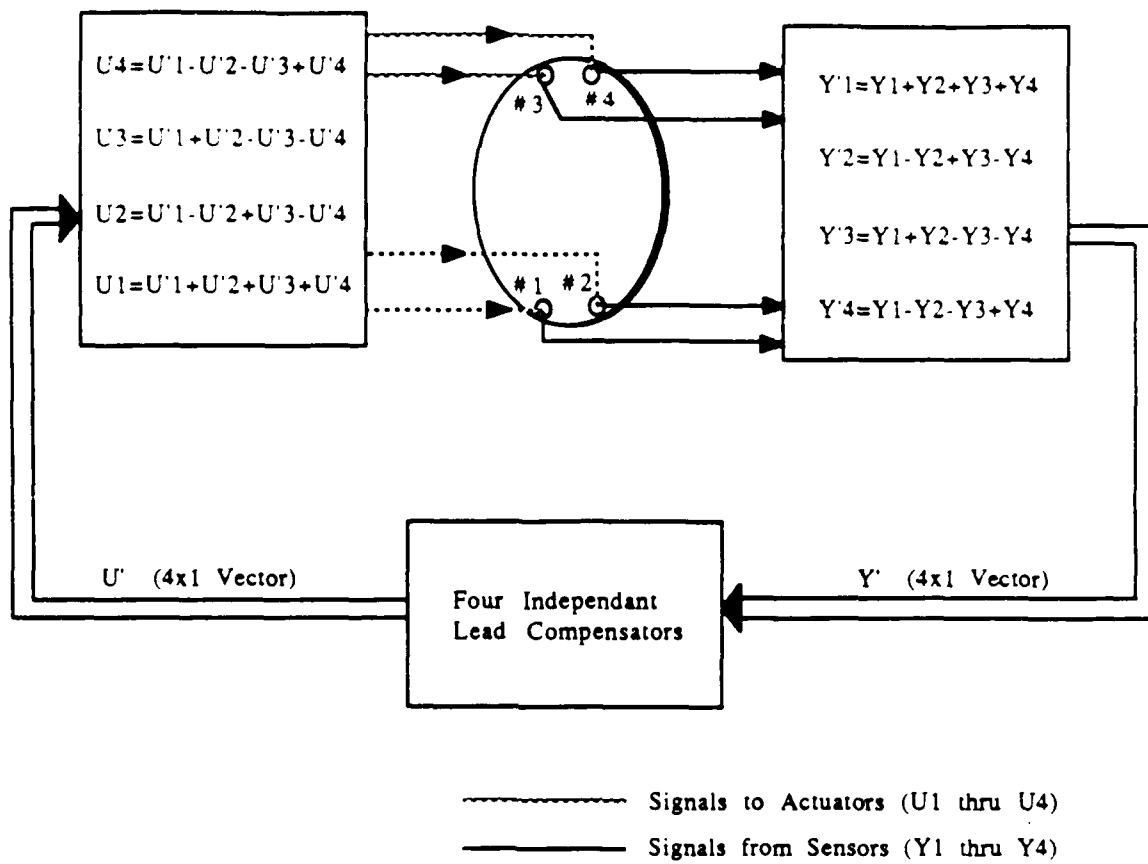 U4=U'1-U'2-U'3+U'4
U3=U'1+U'2-U'3-U'4
U2=U'1-U'2+U'3-U'4
U1=U'1+U'2+U'3+U'4
#3
#4
#1
#2
Y'1=Y1+Y2+Y3+Y4
Y'2=Y1-Y2+Y3-Y4
Y'3=Y1+Y2-Y3-Y4
Y'4=Y1-Y2-Y3+Y4
U' (4x1 Vector)
Y' (4x1 Vector)
Four Independant
Lead Compensators
Signals to Actuators (U1 thru U4)
Signals from Sensors (Y1 thru Y4)